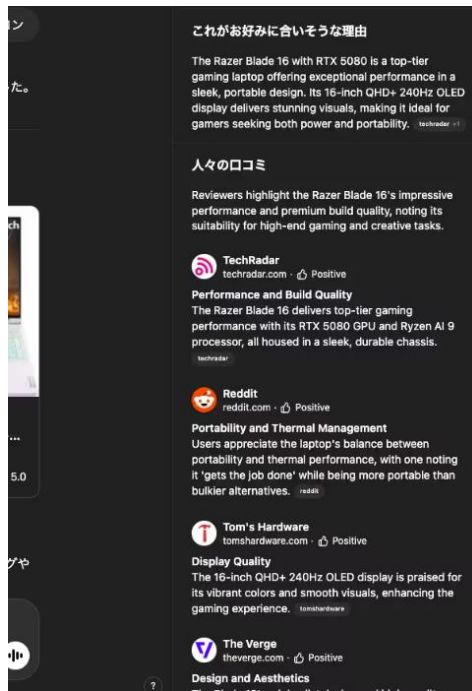 ン
た。
ch
...
5.0
グや
これがお好みに合いそうな理由
The Razer Blade 16 with RTX 5080 is a top-tier
gaming laptop offering exceptional performance in a
sleek, portable design. Its 16-inch QHD+ 240Hz OLED
display delivers stunning visuals, making it ideal for
gamers seeking both power and portability. techradar +1
人々の口コミ
Reviewers highlight the Razer Blade 16's impressive
performance and premium build quality, noting its
suitability for high-end gaming and creative tasks.
TechRadar
techradar.com · Positive
Performance and Build Quality
The Razer Blade 16 delivers top-tier gaming
performance with its RTX 5080 GPU and Ryzen AI 9
processor, all housed in a sleek, durable chassis.
techradar
Reddit
reddit.com · Positive
Portability and Thermal Management
Users appreciate the laptop's balance between
portability and thermal performance, with one noting
it 'gets the job done' while being more portable than
bulkier alternatives. reddit
Tom's Hardware
tomshardware.com · Positive
Display Quality
The 16-inch QHD+ 240Hz OLED display is praised for
its vibrant colors and smooth visuals, enhancing the
gaming experience. tomshardware
The Verge
theverge.com · Positive
Design and Aesthetics
?